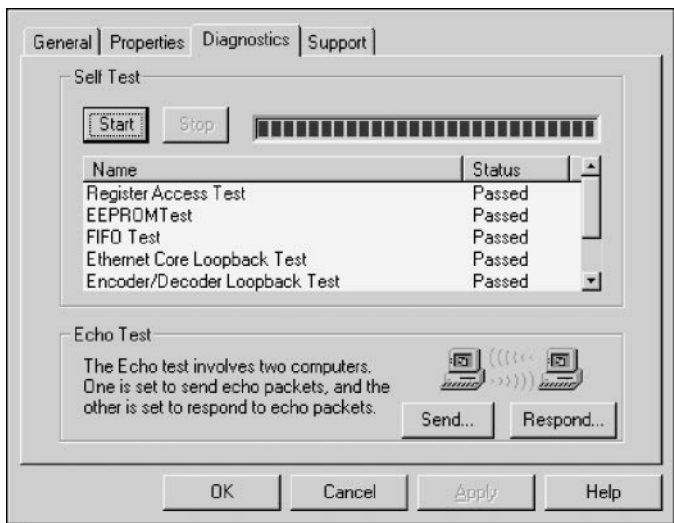 General Properties Diagnostics Support
Self Test
Start Stop
Name Status
Register Access Test Passed
EEPROMTest Passed
FIFO Test Passed
Ethernet Core Loopback Test Passed
Encoder/Decoder Loopback Test Passed
Echo Test
The Echo test involves two computers.
One is set to send echo packets, and the
other is set to respond to echo packets.
Send... Respond...
OK Cancel Apply Help